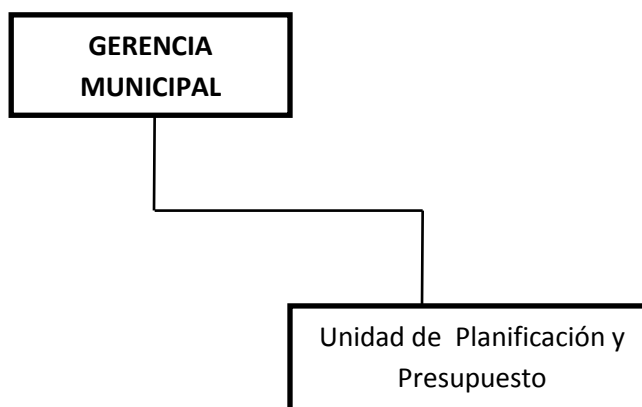 GERENCIA
MUNICIPAL
Unidad de  Planificación y
Presupuesto